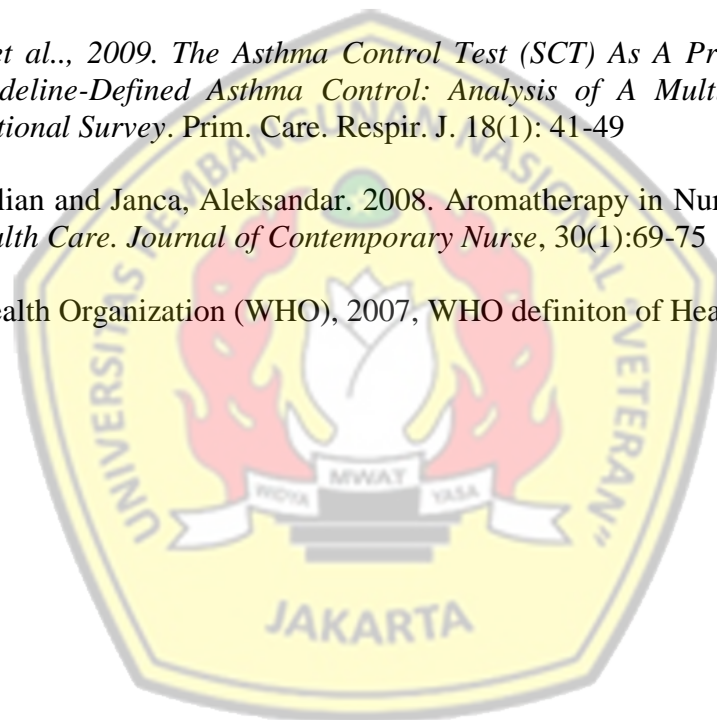 et al.., 2009. The Asthma Control Test (SCT) As A Pr
deline-Defined Asthma Control: Analysis of A Mult
tional Survey. Prim. Care. Respir. J. 18(1): 41-49
lian and Janca, Aleksandar. 2008. Aromatherapy in Nur
alth Care. Journal of Contemporary Nurse, 30(1):69-75
ealth Organization (WHO), 2007, WHO definiton of Hea
UNIVERSITAS PEMBANGUNAN NASIONAL "VETERAN"
WIDYA MWAT YASA
JAKARTA